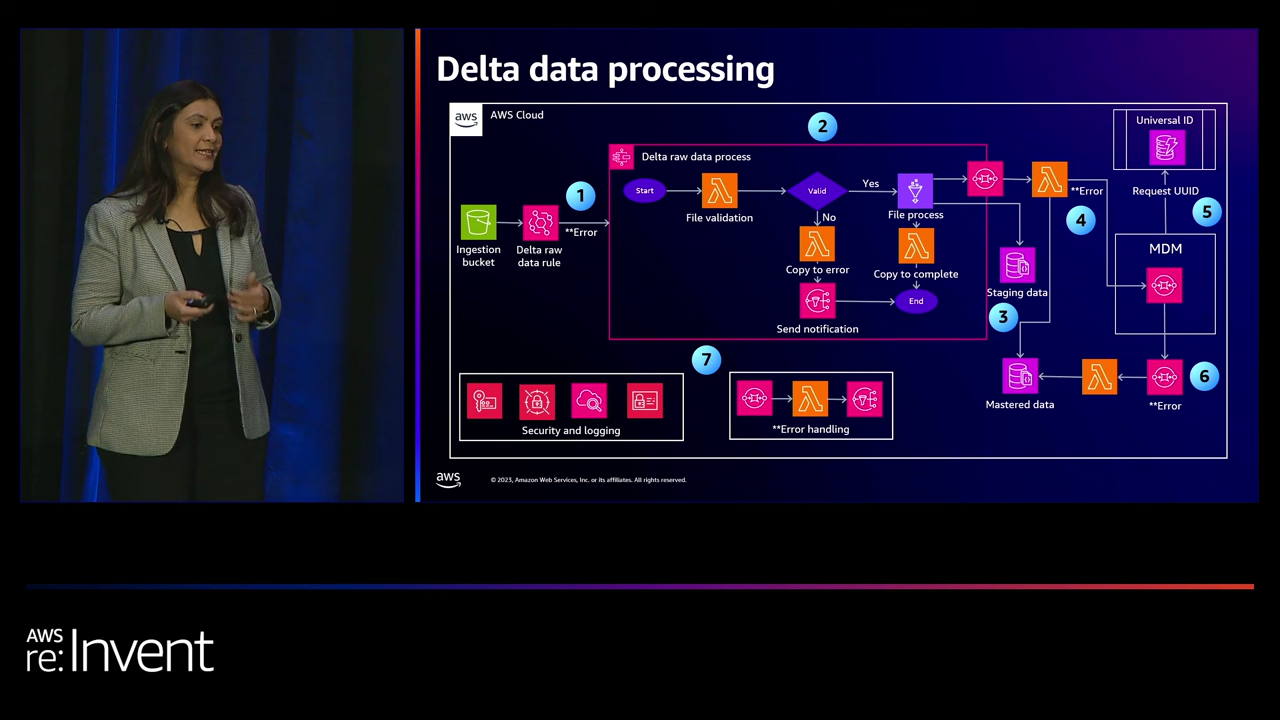 Delta data processing
aws
AWS Cloud
2
Universal ID
Delta raw data process
1
Start
Valid
Yes
**Error
Request UUID
File validation
No
File process
4
5
**Error
Ingestion
bucket
Delta raw
data rule
MDM
Copy to error
Copy to complete
Staging data
End
Send notification
3
7
6
Mastered data
**Error
Security and logging
**Error handling
aws
© 2023, Amazon Web Services, Inc. or its affiliates. All rights reserved.
AWS
re:Invent